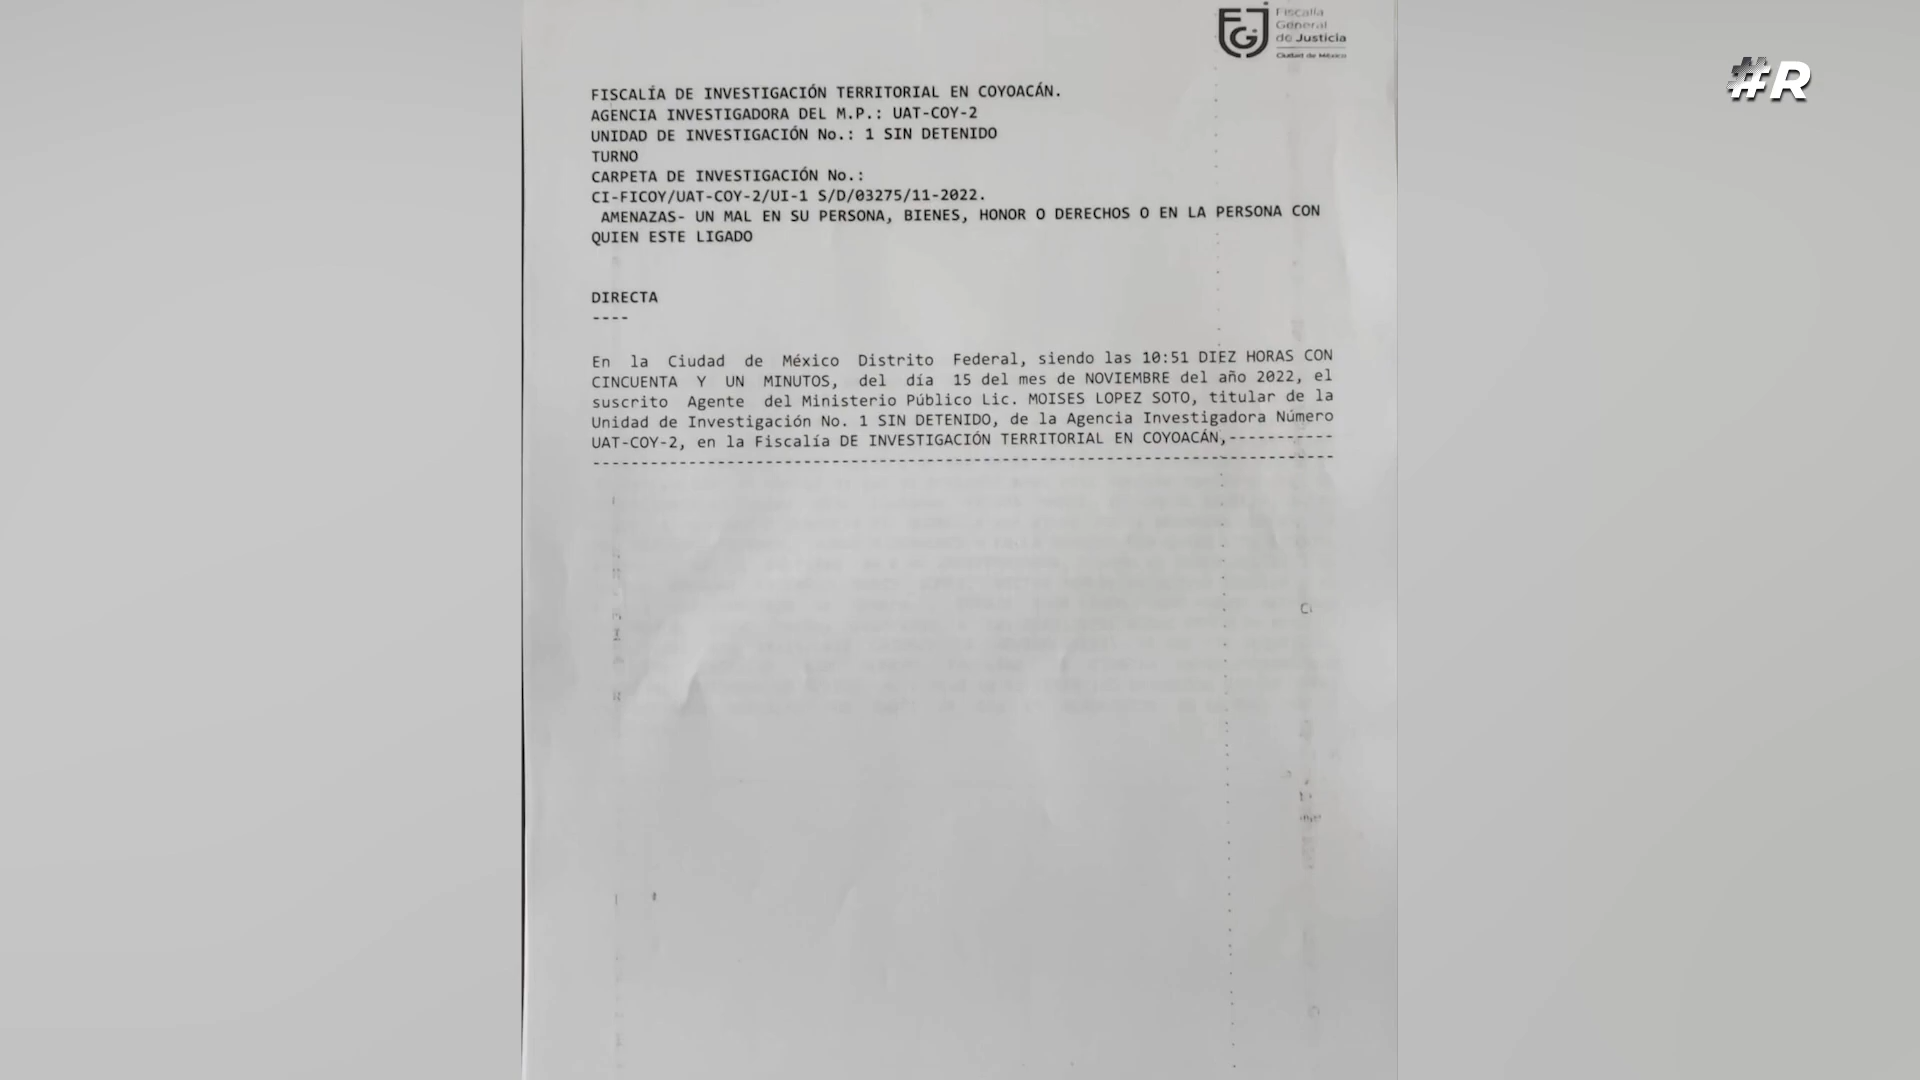 Fiscalía
General
de Justicia
Ciudad de México
#R
FISCALÍA DE INVESTIGACIÓN TERRITORIAL EN COYOACÁN.
AGENCIA INVESTIGADORA DEL M.P.: UAT-COY-2
UNIDAD DE INVESTIGACIÓN No.: 1 SIN DETENIDO
TURNO
CARPETA DE INVESTIGACIÓN No.:
CI-FICOY/UAT-COY-2/UI-1 S/D/03275/11-2022.
AMENAZAS- UN MAL EN SU PERSONA, BIENES, HONOR O DERECHOS O EN LA PERSONA CON
QUIEN ESTE LIGADO
DIRECTA
----
En la Ciudad de México Distrito Federal, siendo las 10:51 DIEZ HORAS CON
CINCUENTA Y UN MINUTOS, del día 15 del mes de NOVIEMBRE del año 2022, el
suscrito Agente del Ministerio Público Lic. MOISES LOPEZ SOTO, titular de la
Unidad de Investigación No. 1 SIN DETENIDO, de la Agencia Investigadora Número
UAT-COY-2, en la Fiscalía DE INVESTIGACIÓN TERRITORIAL EN COYOACÁN,-----------